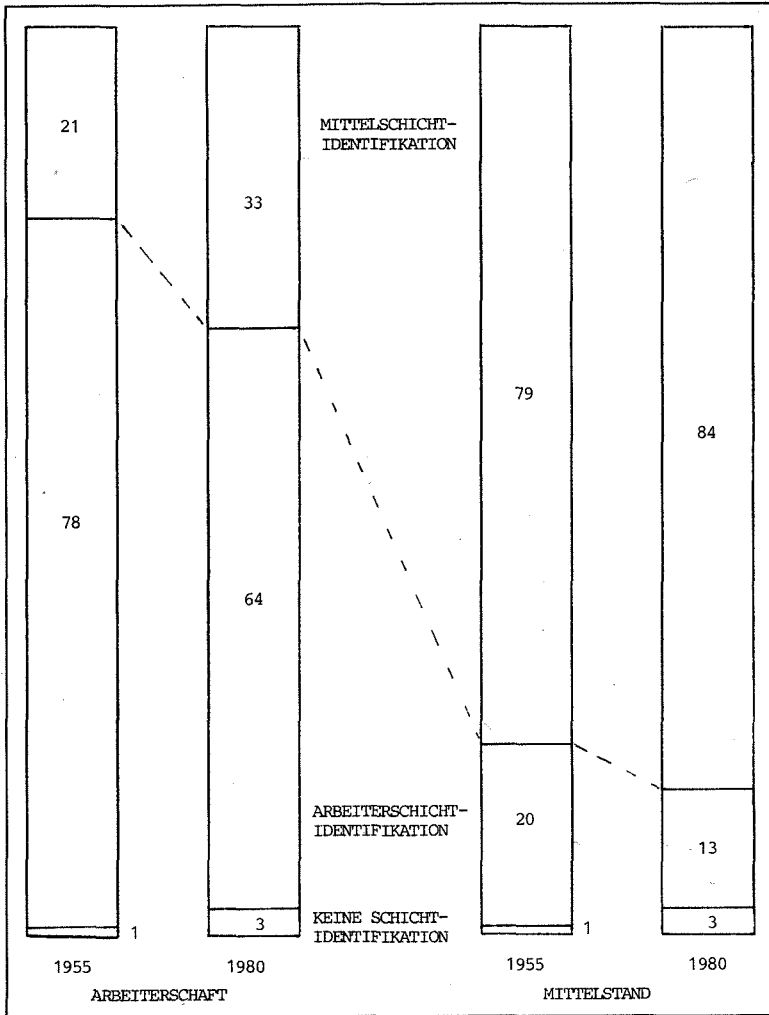 21
33
MITTELSCHICHT-
IDENTIFIKATION
79
84
78
64
ARBEITERSCHICHT-
IDENTIFIKATION
20
13
1
3
KEINE SCHICHT-
IDENTIFIKATION
1
3
1955
1980
1955
1980
ARBEITERSCHAFT
MITTELSTAND